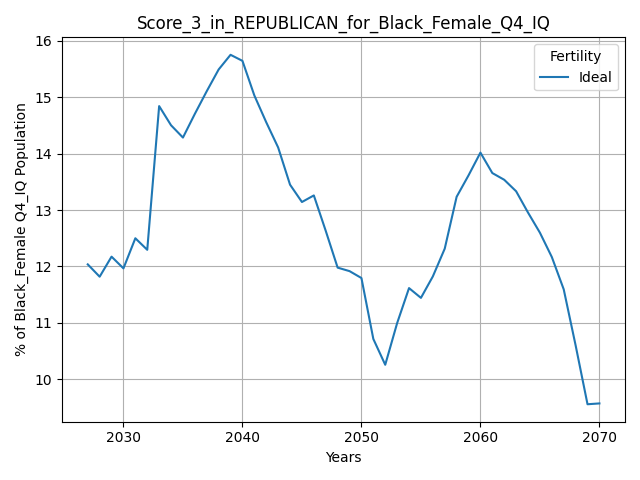 Score_3_in_REPUBLICAN_for_Black_Female_Q4_IQ
16
15
14
13
12
11
10
% of Black_Female Q4_IQ Population
Fertility
Ideal
2030
2040
2050
2060
2070
Years